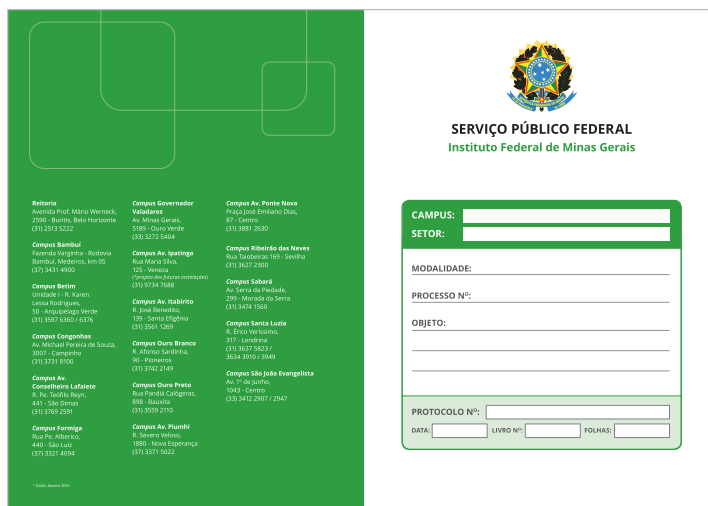 Reitoria
Avenida Prof. Mário Werneck,
2590 - Buritis, Belo Horizonte
(31) 2513 5222
Campus Bambuí
Fazenda Varginha - Rodovia
Bambuí, Medeiros, km 05
(37) 3431 4900
Campus Betim
Unidade I - R. Karen
Lessa Rodrigues,
50 - Arquipélago Verde
(31) 3597 6360 / 6376
Campus Congonhas
Av. Michael Pereira de Souza,
3007 - Campinho
(31) 3731 8100
Campus Av.
Conselheiro Lafaiete
R. Pe. Teófilo Reyn,
441 - São Dimas
(31) 3769 2591
Campus Formiga
Rua Pe. Alberico,
440 - São Luiz
(37) 3321 4094
* Dados Janeiro 2016
Campus Governador
Valadares
Av. Minas Gerais,
5189 - Ouro Verde
(33) 3272 5404
Campus Av. Ipatinga
Rua Maria Silva,
125 - Veneza
(*projeto das futuras instalações)
(31) 9734 7688
Campus Av. Itabirito
R. José Benedito,
139 - Santa Efigênia
(31) 3561 1269
Campus Ouro Branco
R. Afonso Sardinha,
90 - Pioneiros
(31) 3742 2149
Campus Ouro Preto
Rua Pandiá Calógeras,
898 - Bauxita
(31) 3559 2110
Campus Av. Piumhi
R. Severo Veloso,
1880 - Nova Esperança
(37) 3371 5022
Campus Av. Ponte Nova
Praça José Emiliano Dias,
87 - Centro
(31) 3881 2630
Campus Ribeirão das Neves
Rua Taiobeiras 169 - Sevilha
(31) 3627 2300
Campus Sabará
Av. Serra da Piedade,
299 - Morada da Serra
(31) 3474 1560
Campus Santa Luzia
R. Érico Veríssimo,
317 - Londrina
(31) 3637 5823 /
3634 3910 / 3949
Campus São João Evangelista
Av. 1º de Junho,
1043 - Centro
(33) 3412 2907 / 2947
SERVIÇO PÚBLICO FEDERAL
Instituto Federal de Minas Gerais
CAMPUS:
SETOR:
MODALIDADE:
PROCESSO Nº:
OBJETO:
PROTOCOLO Nº:
DATA: LIVRO Nº: FOLHAS: